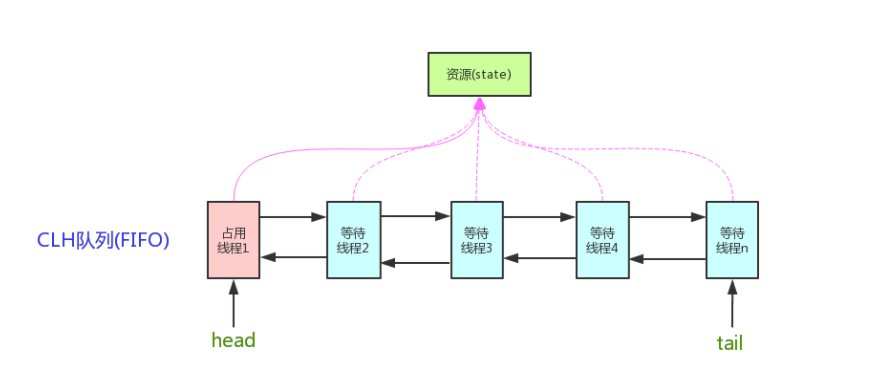 资源(state)
CLH队列(FIFO)
占用
线程1
等待
线程2
等待
线程3
等待
线程4
等待
线程n
head
tail